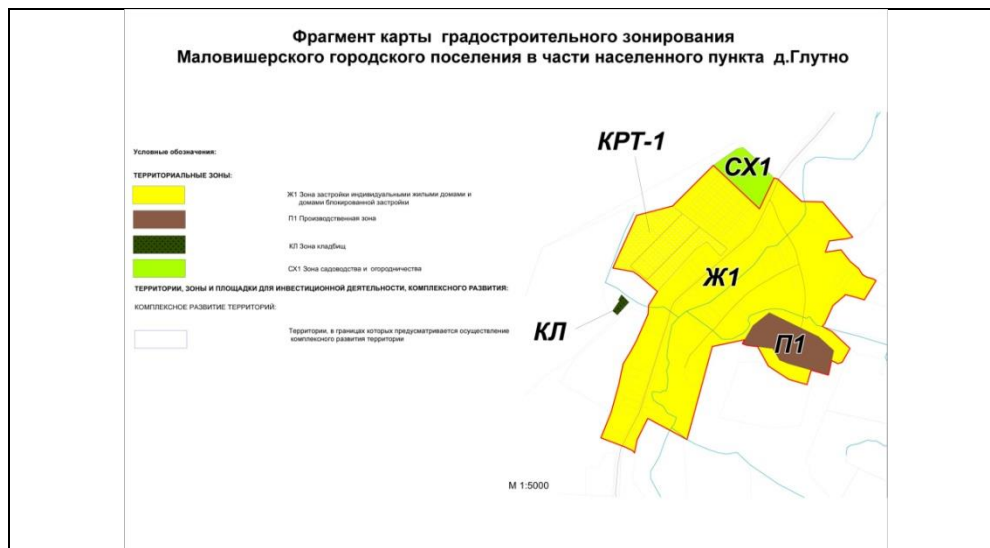 Фрагмент карты градостроительного зонирования
Маловишерского городского поселения в части населенного пункта д.Глутно
Условные обозначения:
ТЕРРИТОРИАЛЬНЫЕ ЗОНЫ:
Ж1 Зона застройки индивидуальными жилыми домами и
домами блокированной застройки
П1 Производственная зона
КЛ Зона кладбищ
СХ1 Зона садоводства и огородничества
ТЕРРИТОРИИ, ЗОНЫ И ПЛОЩАДКИ ДЛЯ ИНВЕСТИЦИОННОЙ ДЕЯТЕЛЬНОСТИ, КОМПЛЕКСНОГО РАЗВИТИЯ:
КОМПЛЕКСНОЕ РАЗВИТИЕ ТЕРРИТОРИЙ:
Территории, в границах которых предусматривается осуществление
комплексного развития территории
КРТ-1
СХ1
Ж1
КЛ
П1
М 1:5000